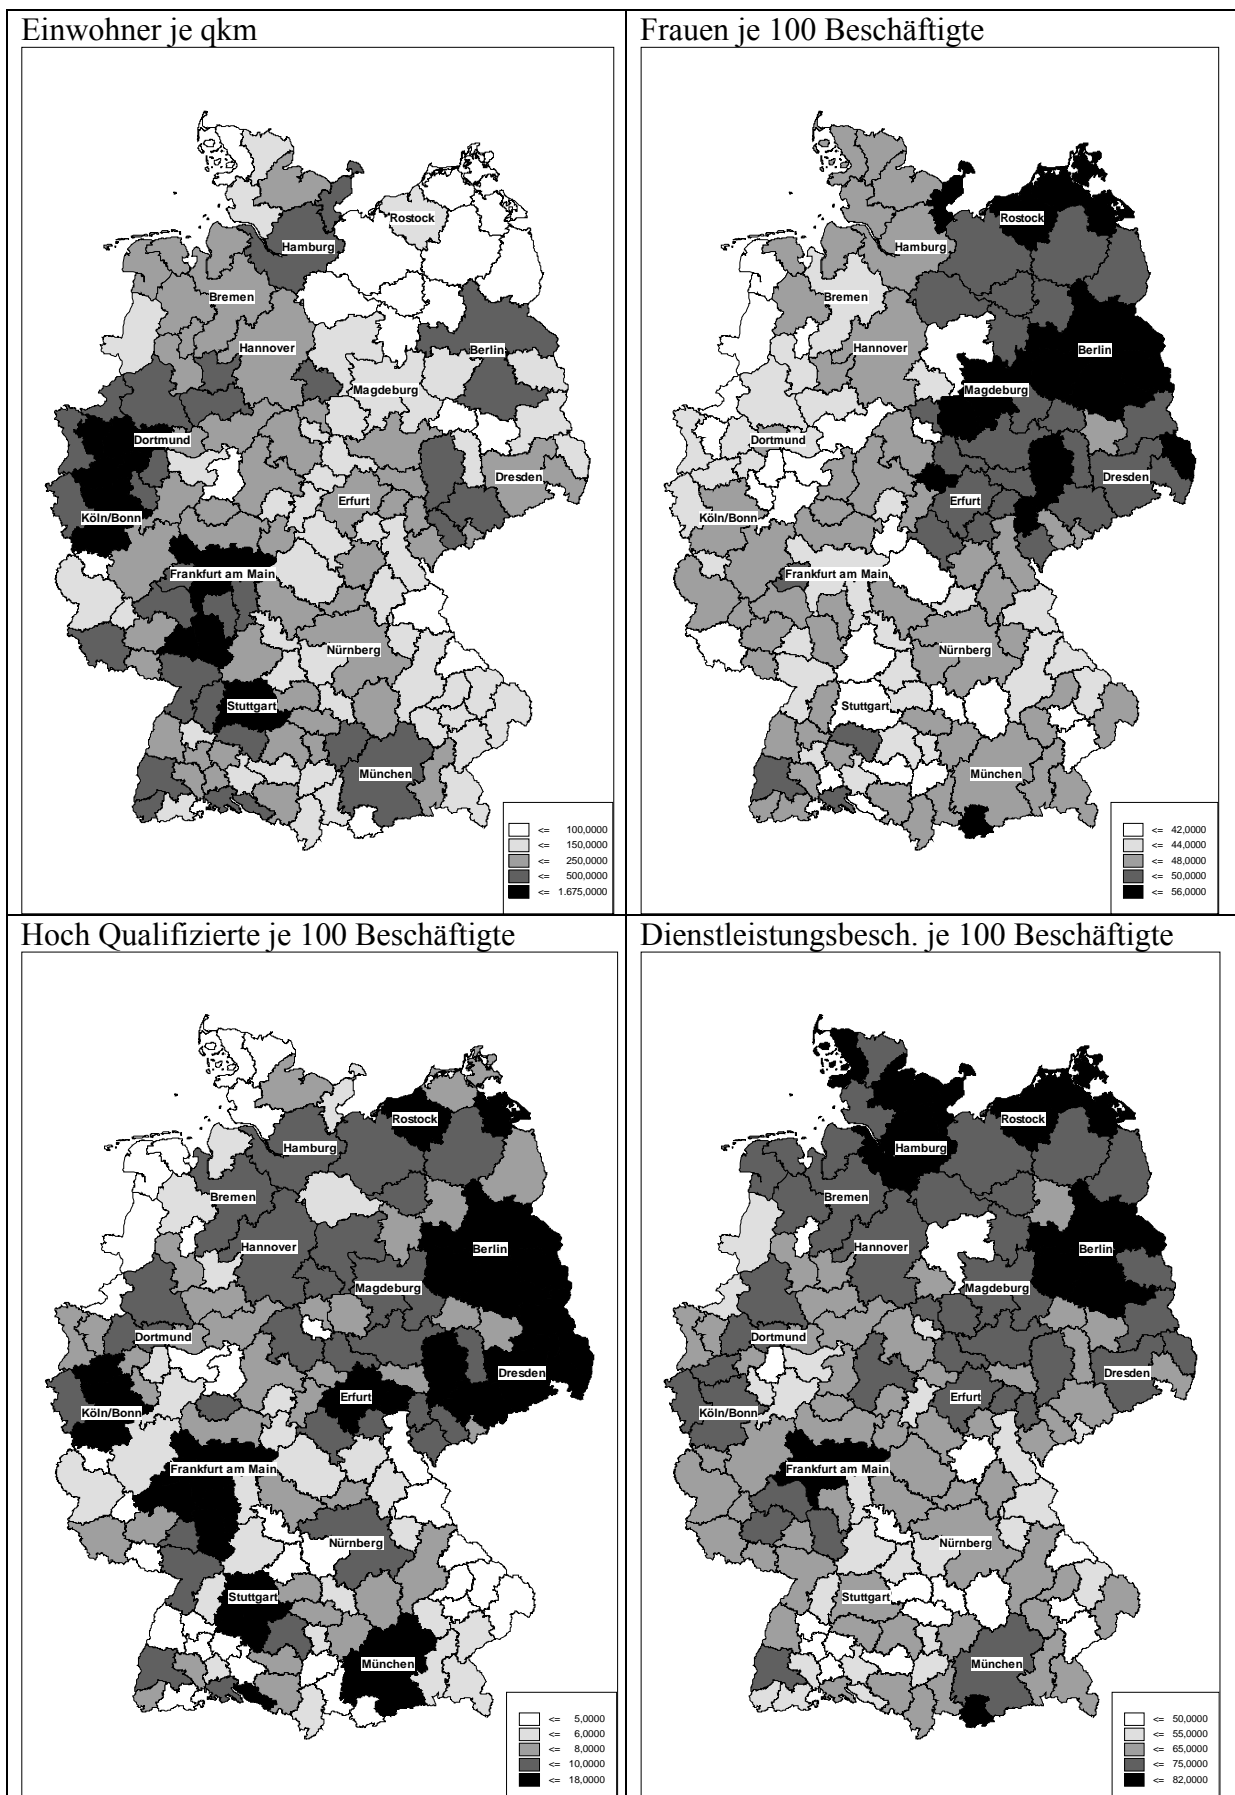 Einwohner je qkm
Rostock
Hamburg
Bremen
Hannover
Berlin
Magdeburg
Dortmund
Dresden
Erfurt
Köln/Bonn
Frankfurt am Main
Nürnberg
Stuttgart
München
<= 100,0000
<= 150,0000
<= 250,0000
<= 500,0000
<= 1.675,0000
Frauen je 100 Beschäftigte
Rostock
Hamburg
Bremen
Hannover
Berlin
Magdeburg
Dortmund
Dresden
Erfurt
Köln/Bonn
Frankfurt am Main
Nürnberg
Stuttgart
München
<= 42,0000
<= 44,0000
<= 48,0000
<= 50,0000
<= 56,0000
Hoch Qualifizierte je 100 Beschäftigte
Rostock
Hamburg
Bremen
Hannover
Berlin
Magdeburg
Dortmund
Dresden
Erfurt
Köln/Bonn
Frankfurt am Main
Nürnberg
Stuttgart
München
<= 5,0000
<= 6,0000
<= 8,0000
<= 10,0000
<= 18,0000
Dienstleistungsbesch. je 100 Beschäftigte
Rostock
Hamburg
Bremen
Hannover
Berlin
Magdeburg
Dortmund
Dresden
Erfurt
Köln/Bonn
Frankfurt am Main
Nürnberg
Stuttgart
München
<= 50,0000
<= 55,0000
<= 65,0000
<= 75,0000
<= 82,0000